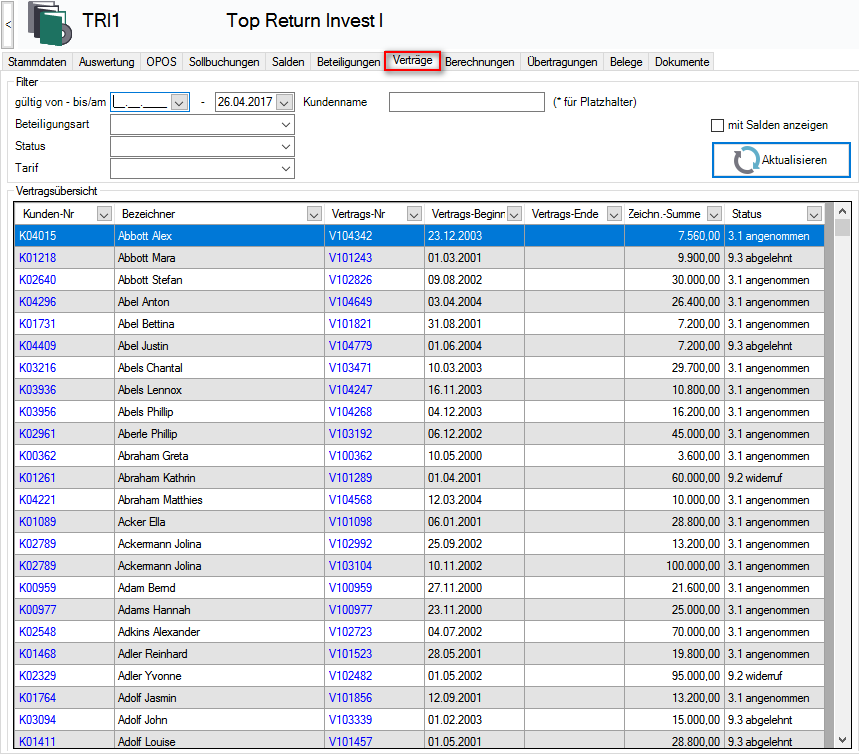 < TRI1 Top Return Invest I
Stammdaten Auswertung OPOS Sollbuchungen Salden Beteiligungen Verträge Berechnungen Übertragungen Belege Dokumente
Filter
gültig von - bis/am __.__.____ - 26.04.2017 Kundenname (* für Platzhalter)
Beteiligungsart mit Salden anzeigen
Status
Tarif Aktualisieren
Vertragsübersicht
Kunden-Nr Bezeichner Vertrags-Nr Vertrags-Beginn Vertrags-Ende Zeichn.-Summe Status
K04015 Abbott Alex V104342 23.12.2003 7.560,00 3.1 angenommen
K01218 Abbott Mara V101243 01.03.2001 9.900,00 9.3 abgelehnt
K02640 Abbott Stefan V102826 09.08.2002 30.000,00 3.1 angenommen
K04296 Abel Anton V104649 03.04.2004 26.400,00 3.1 angenommen
K01731 Abel Bettina V101821 31.08.2001 7.200,00 3.1 angenommen
K04409 Abel Justin V104779 01.06.2004 7.200,00 9.3 abgelehnt
K03216 Abels Chantal V103471 10.03.2003 29.700,00 3.1 angenommen
K03936 Abels Lennox V104247 16.11.2003 10.800,00 3.1 angenommen
K03956 Abels Phillip V104268 04.12.2003 16.200,00 3.1 angenommen
K02961 Aberle Phillip V103192 06.12.2002 45.000,00 3.1 angenommen
K00362 Abraham Greta V100362 10.05.2000 3.600,00 3.1 angenommen
K01261 Abraham Kathrin V101289 01.04.2001 60.000,00 9.2 widerruf
K04221 Abraham Matthies V104568 12.03.2004 10.000,00 3.1 angenommen
K01089 Acker Ella V101098 06.01.2001 28.800,00 3.1 angenommen
K02789 Ackermann Jolina V102992 25.09.2002 13.200,00 3.1 angenommen
K02789 Ackermann Jolina V103104 10.11.2002 100.000,00 3.1 angenommen
K00959 Adam Bernd V100959 27.11.2000 21.600,00 3.1 angenommen
K00977 Adams Hannah V100977 23.11.2000 25.000,00 3.1 angenommen
K02548 Adkins Alexander V102723 04.07.2002 70.000,00 3.1 angenommen
K01468 Adler Reinhard V101523 28.05.2001 19.800,00 3.1 angenommen
K02329 Adler Yvonne V102482 01.05.2002 95.000,00 9.2 widerruf
K01764 Adolf Jasmin V101856 12.09.2001 13.200,00 3.1 angenommen
K03094 Adolf John V103339 01.02.2003 15.000,00 9.3 abgelehnt
K01411 Adolf Louise V101457 01.05.2001 28.800,00 9.3 abgelehnt